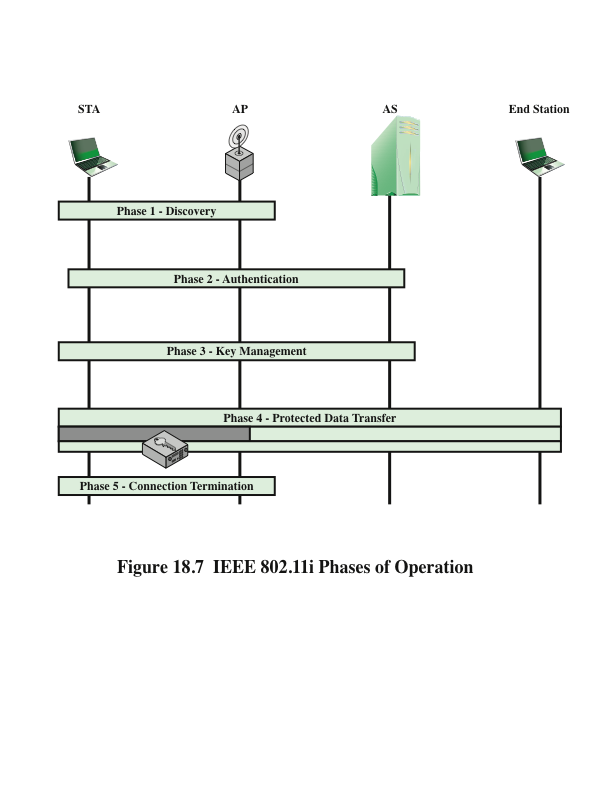 STA AP AS End Station
Phase 1 - Discovery
Phase 2 - Authentication
Phase 3 - Key Management
Phase 4 - Protected Data Transfer
Phase 5 - Connection Termination
Figure 18.7 IEEE 802.11i Phases of Operation